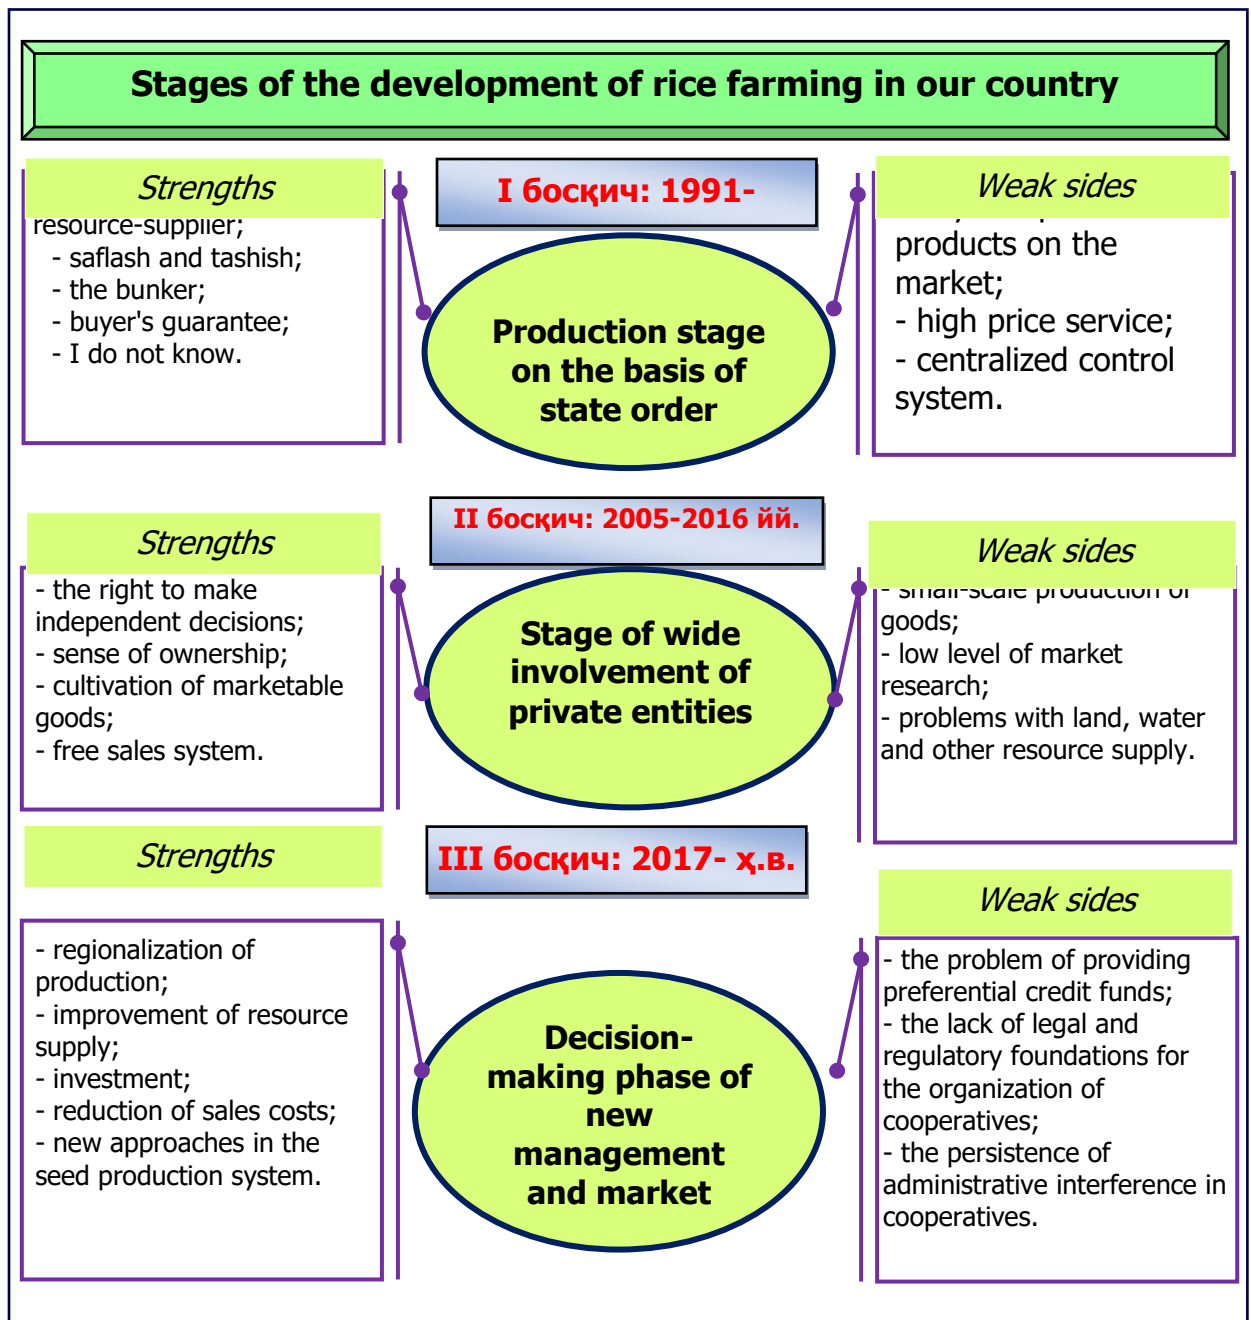 Stages of the development of rice farming in our country
Strengths
resource-supplier;
- saflash and tashish;
- the bunker;
- buyer's guarantee;
- I do not know.
I босқич: 1991-
Production stage
on the basis of
state order
Weak sides
products on the
market;
- high price service;
- centralized control
system.
Strengths
- the right to make
independent decisions;
- sense of ownership;
- cultivation of marketable
goods;
- free sales system.
II босқич: 2005-2016 йй.
Stage of wide
involvement of
private entities
Weak sides
- small-scale production of
goods;
- low level of market
research;
- problems with land, water
and other resource supply.
Strengths
- regionalization of
production;
- improvement of resource
supply;
- investment;
- reduction of sales costs;
- new approaches in the
seed production system.
III босқич: 2017- ҳ.в.
Decision-
making phase of
new
management
and market
Weak sides
- the problem of providing
preferential credit funds;
- the lack of legal and
regulatory foundations for
the organization of
cooperatives;
- the persistence of
administrative interference in
cooperatives.